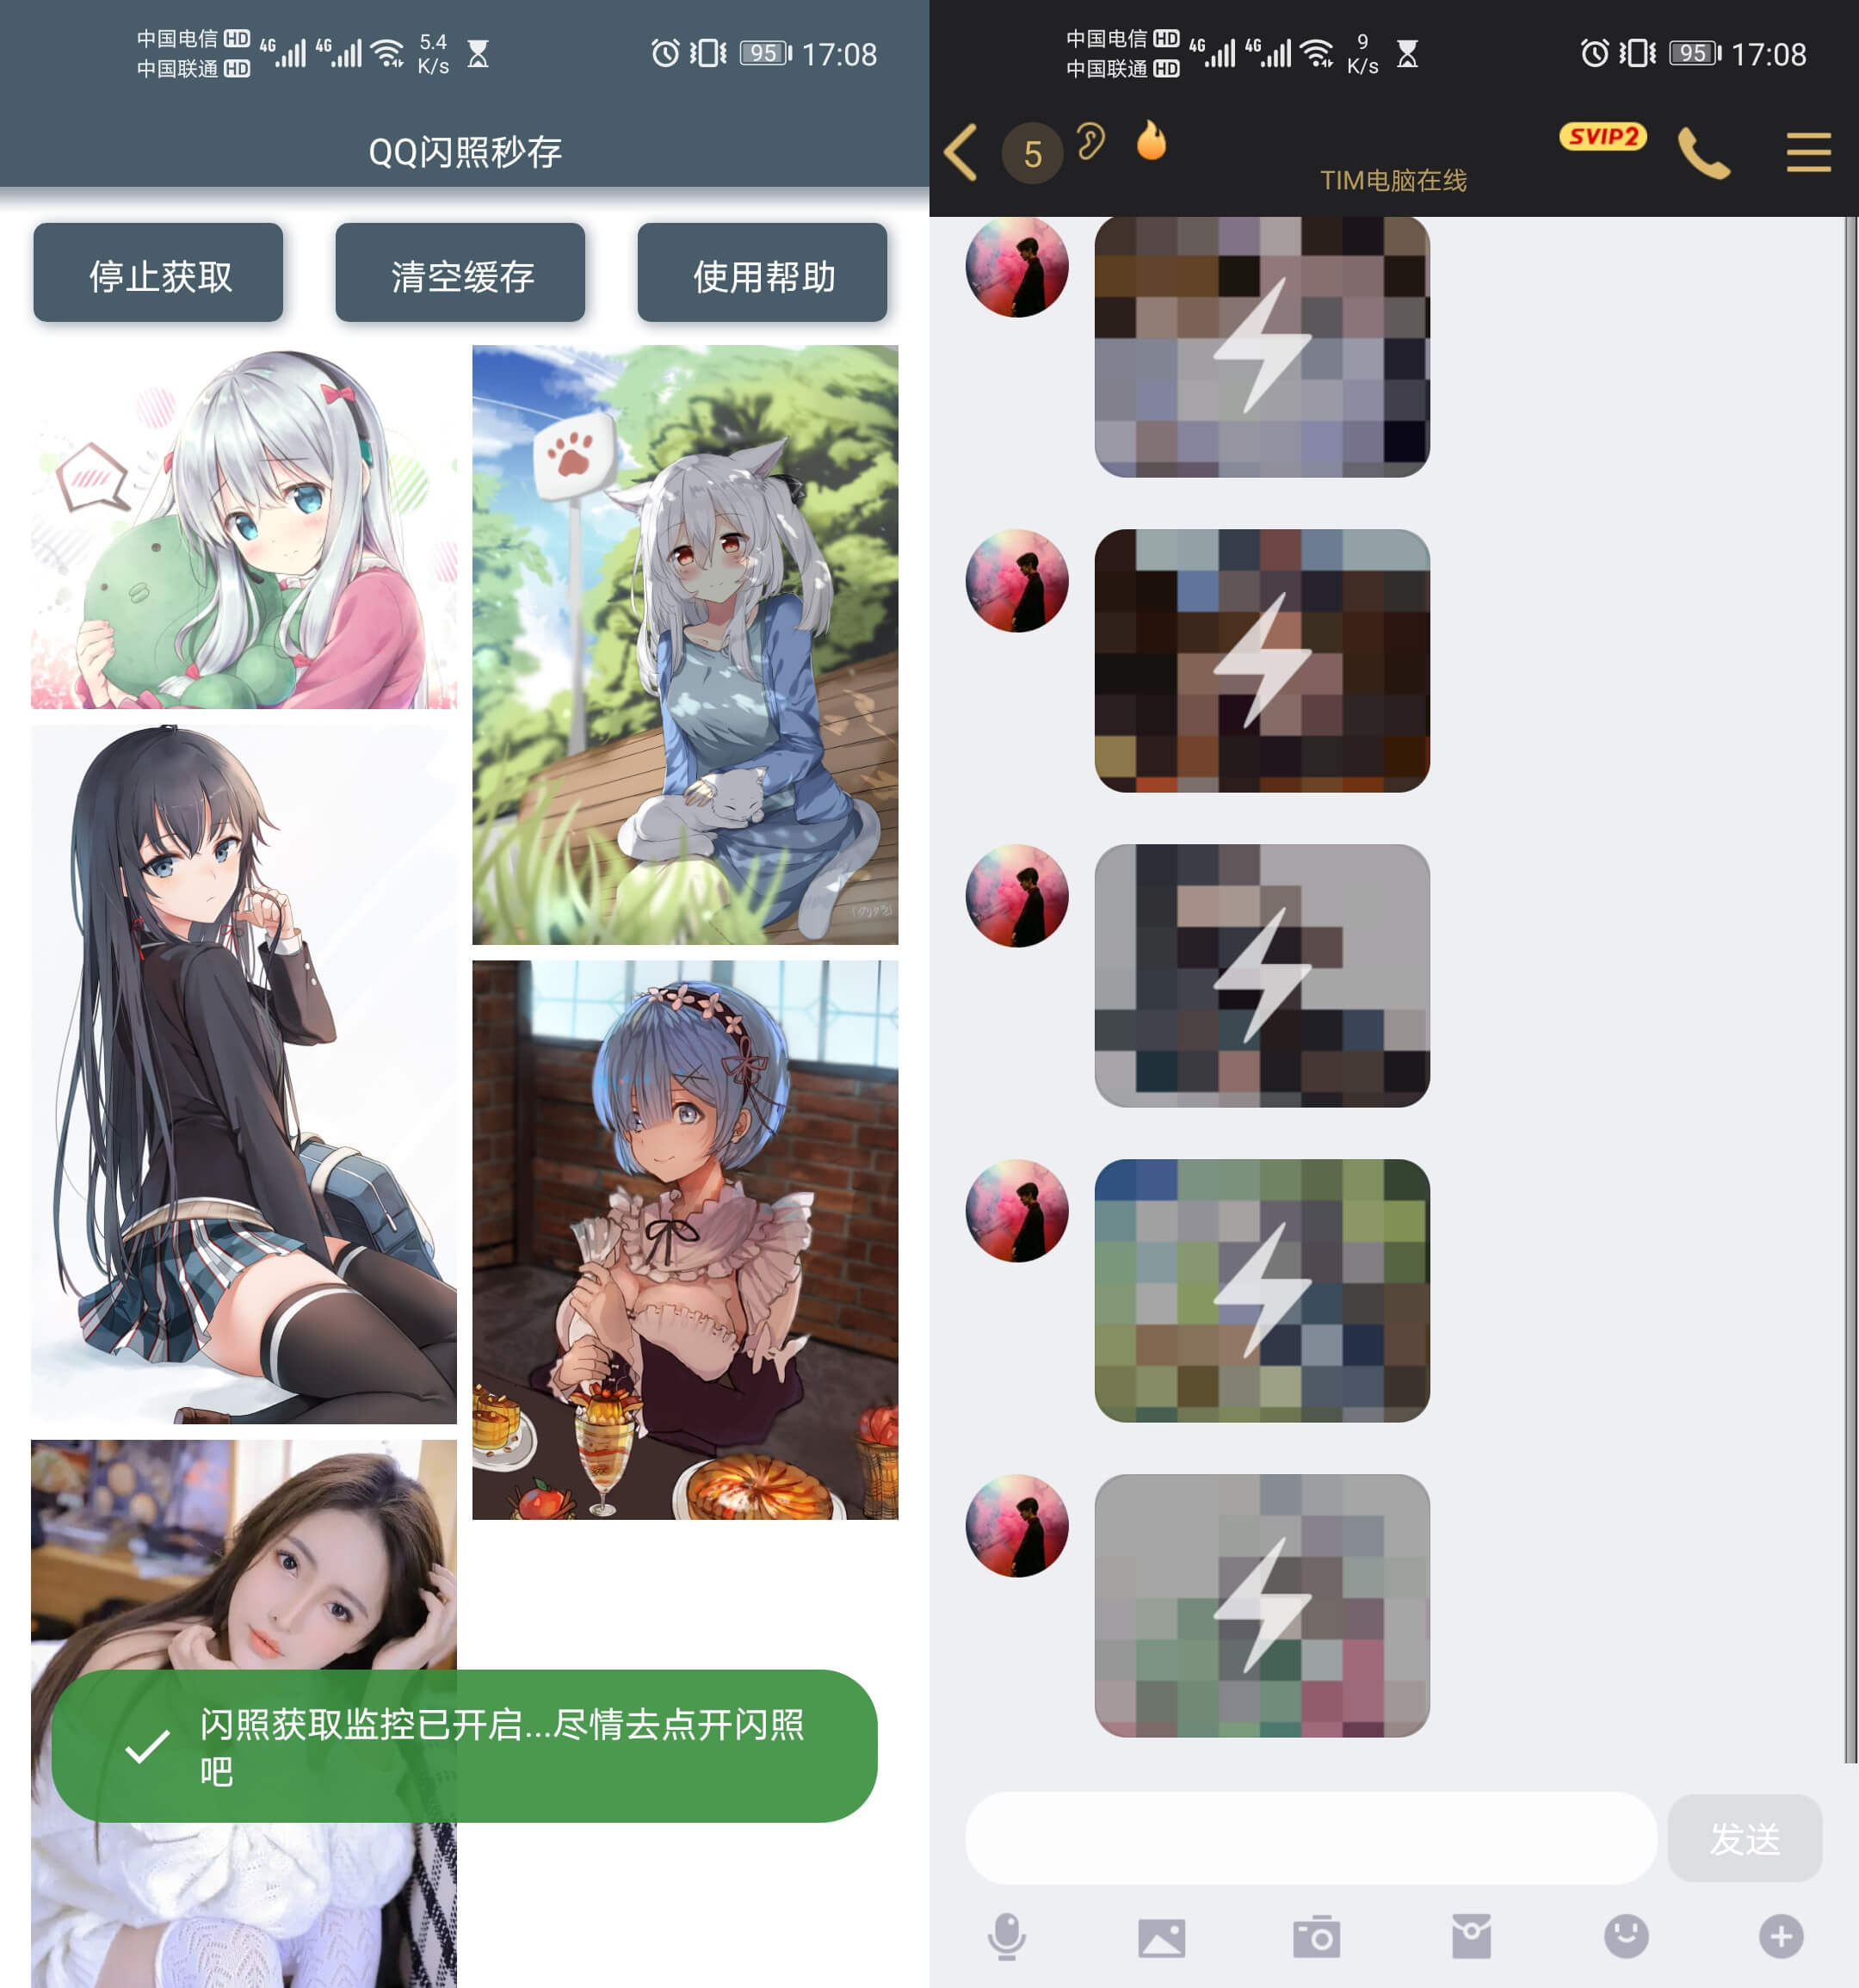 中国电信 HD 4G 4G 5.4 K/s 95 17:08
中国联通 HD
QQ闪照秒存
停止获取 清空缓存 使用帮助
闪照获取监控已开启...尽情去点开闪照
吧
中国电信 HD 4G 4G 9 K/s 95 17:08
中国联通 HD
5 SVIP2
TIM电脑在线
发送